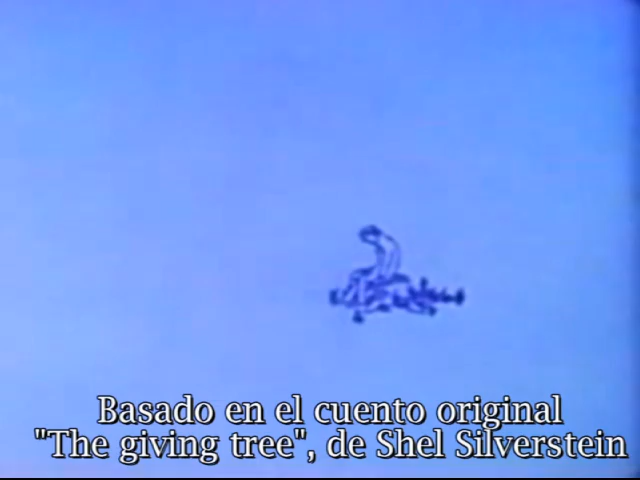 Basado en el cuento original
"The giving tree", de Shel Silverstein